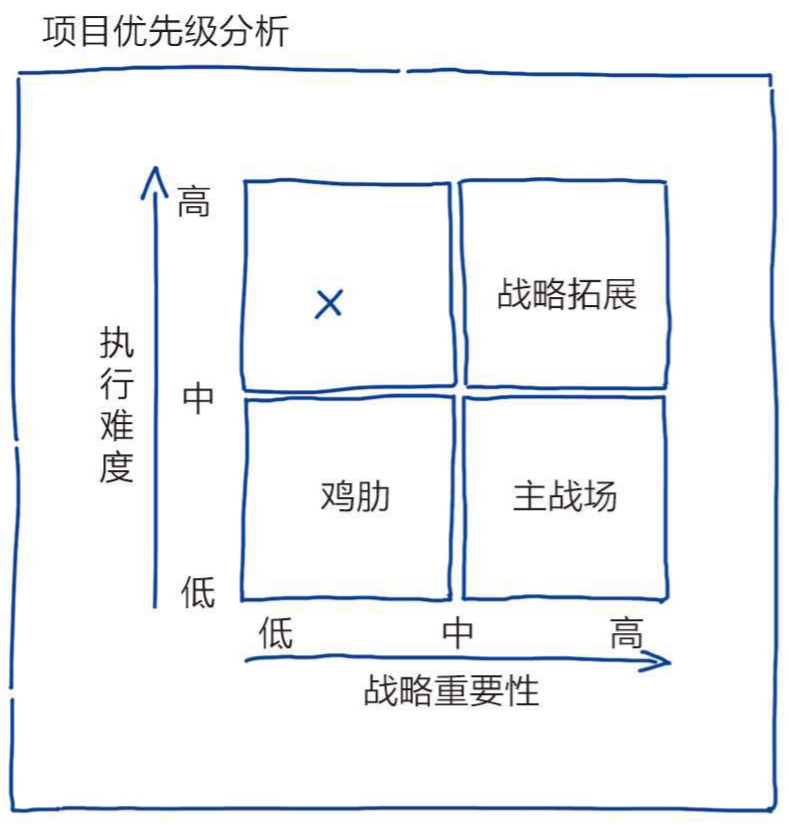 项目优先级分析
高
战略拓展
执行难度
中
鸡肋
主战场
低
低 中 高
战略重要性